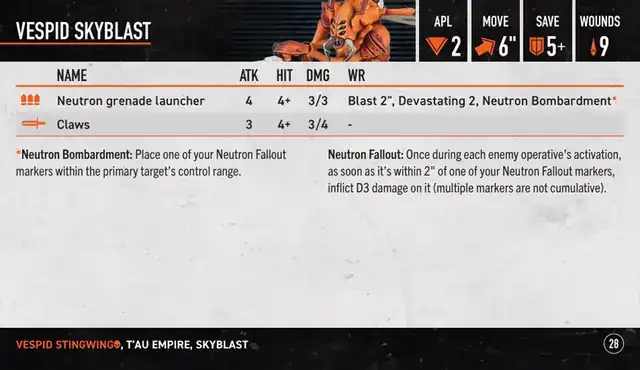 VESPID SKYBLAST
APL MOVE SAVE WOUNDS
2 6" 5+ 9
NAME ATK HIT DMG WR
Neutron grenade launcher 4 4+ 3/3 Blast 2", Devastating 2, Neutron Bombardment*
Claws 3 4+ 3/4 -
*Neutron Bombardment: Place one of your Neutron Fallout
markers within the primary target's control range.
Neutron Fallout: Once during each enemy operative's activation,
as soon as it's within 2" of one of your Neutron Fallout markers,
inflict D3 damage on it (multiple markers are not cumulative).
VESPID STINGWING, T'AU EMPIRE, SKYBLAST
28